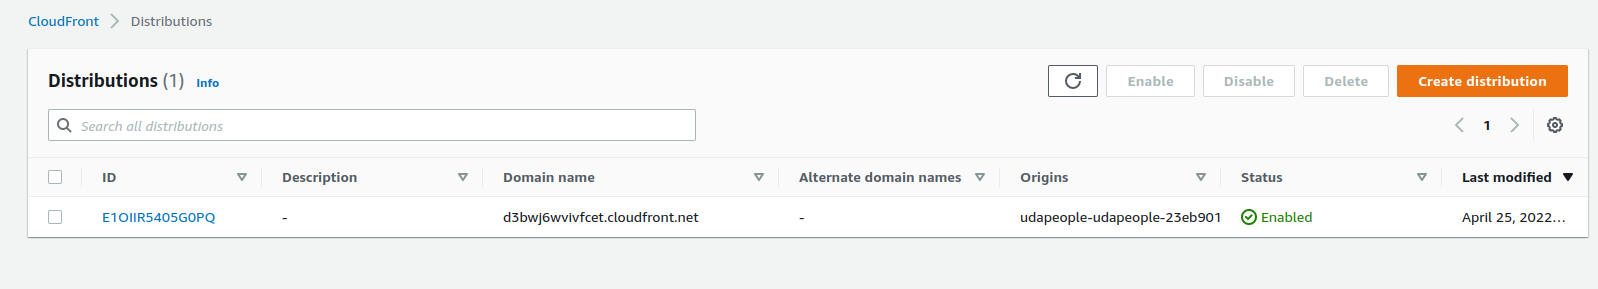 CloudFront Distributions
Distributions (1) Info
Enable Disable Delete Create distribution
Search all distributions
1
ID Description Domain name Alternate domain names Origins Status Last modified
E1OIIR5405G0PQ - d3bwj6wvivfcet.cloudfront.net - udapeople-udapeople-23eb901 Enabled April 25, 2022...